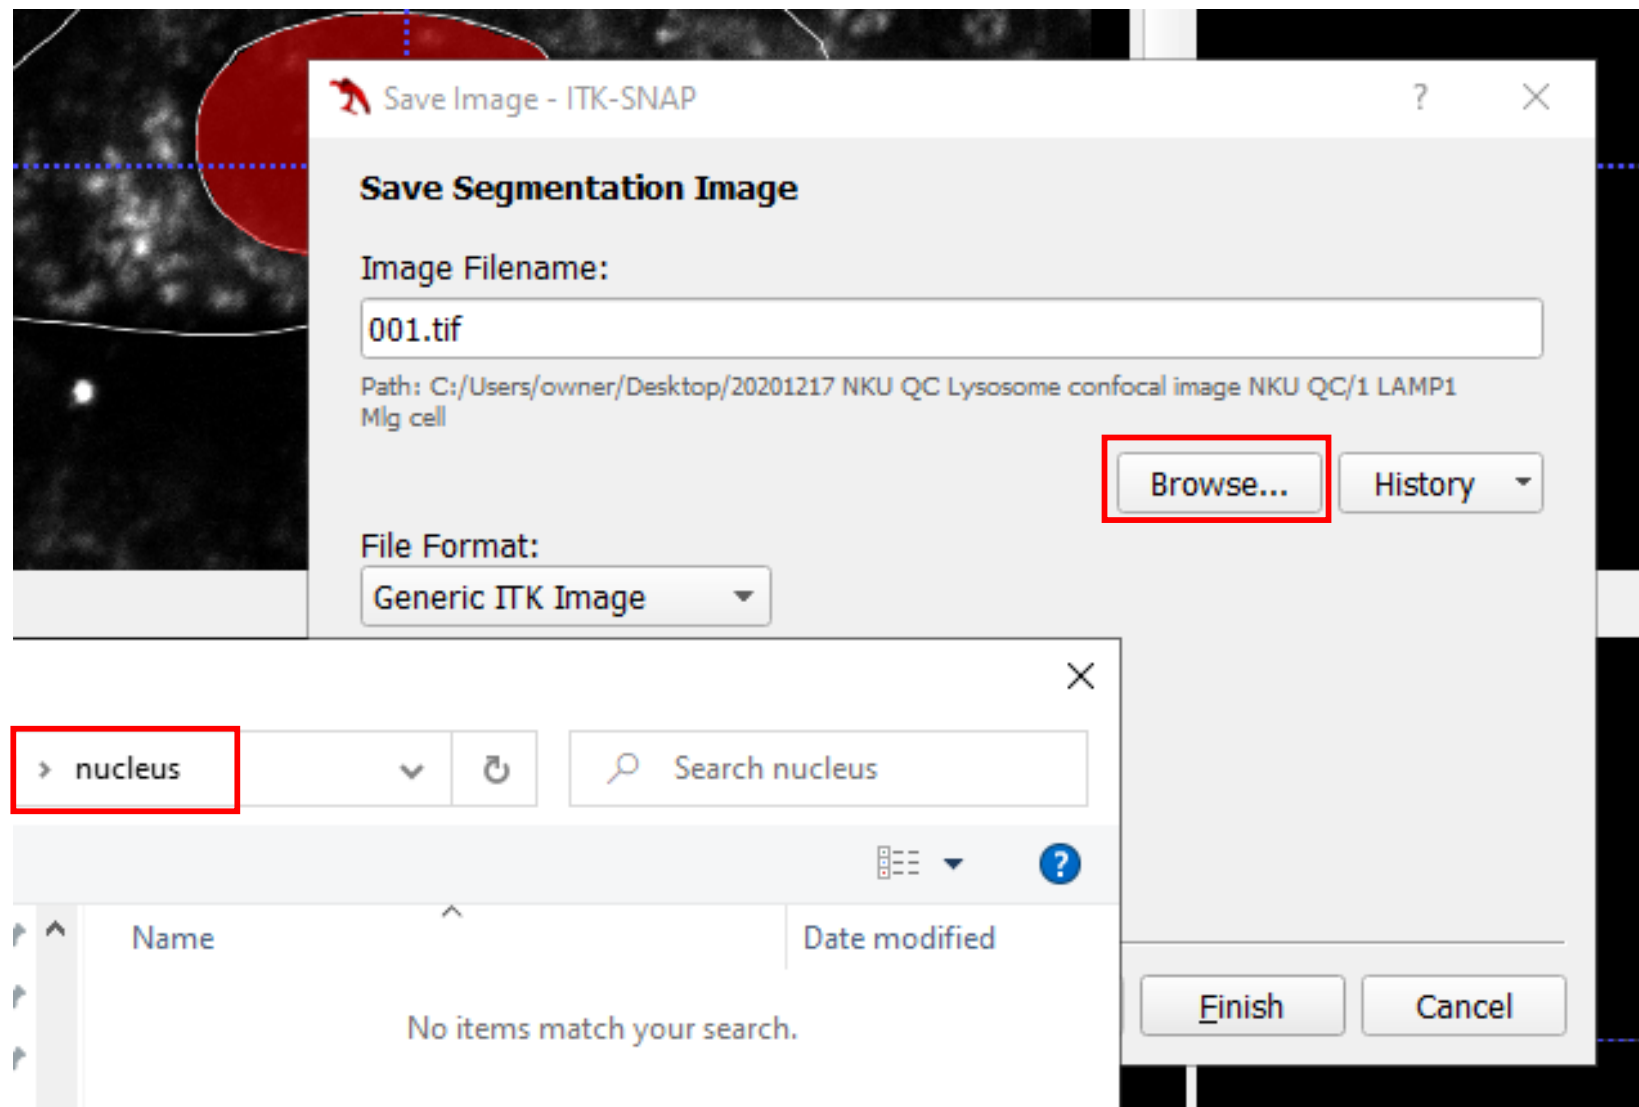 Save Image - ITK-SNAP
?
Save Segmentation Image
Image Filename:
001.tif
Path: C:/Users/owner/Desktop/20201217 NKU QC Lysosome confocal image NKU QC/1 LAMP1
Mlg cell
Browse...
History
File Format:
Generic ITK Image
nucleus
Search nucleus
?
Name
Date modified
No items match your search.
Finish
Cancel